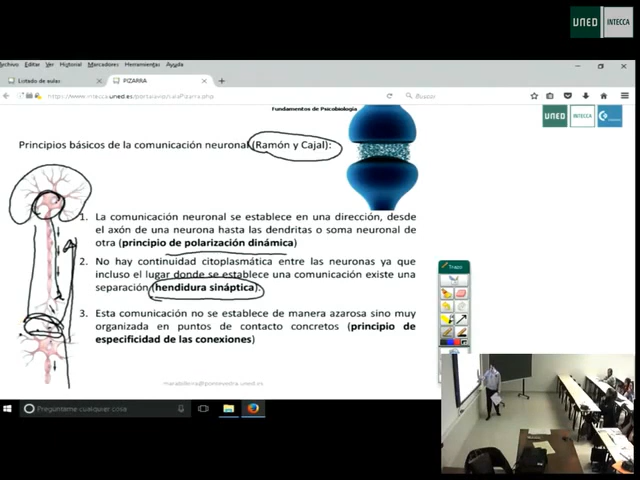 UNED INTECCA
Archivo Editar Ver Historial Marcadores Herramientas Ayuda
Listado de aulas
PIZARRA
Buscar
Fundamentos de Psicobiología
UNED INTECCA
Principios básicos de la comunicación neuronal (Ramón y Cajal):
1. La comunicación neuronal se establece en una dirección, desde
el axón de una neurona hasta las dendritas o soma neuronal de
otra (principio de polarización dinámica)
2. No hay continuidad citoplasmática entre las neuronas ya que
incluso el lugar donde se establece una comunicación existe una
separación (hendidura sináptica).
3. Esta comunicación no se establece de manera azarosa sino muy
organizada en puntos de contacto concretos (principio de
especificidad de las conexiones)
Trazo
Pregúntame cualquier cosa